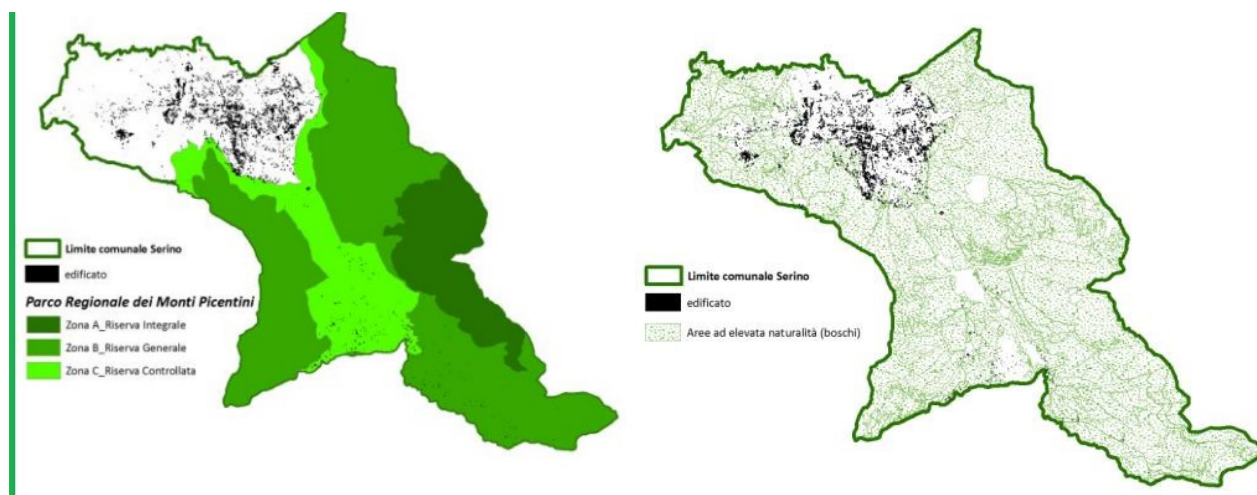 Limite comunale Serino
edificato
Parco Regionale dei Monti Picentini
Zona A_Riserva Integrale
Zona B_Riserva Generale
Zona C_Riserva Controllata
Limite comunale Serino
edificato
Aree ad elevata naturalità (boschi)